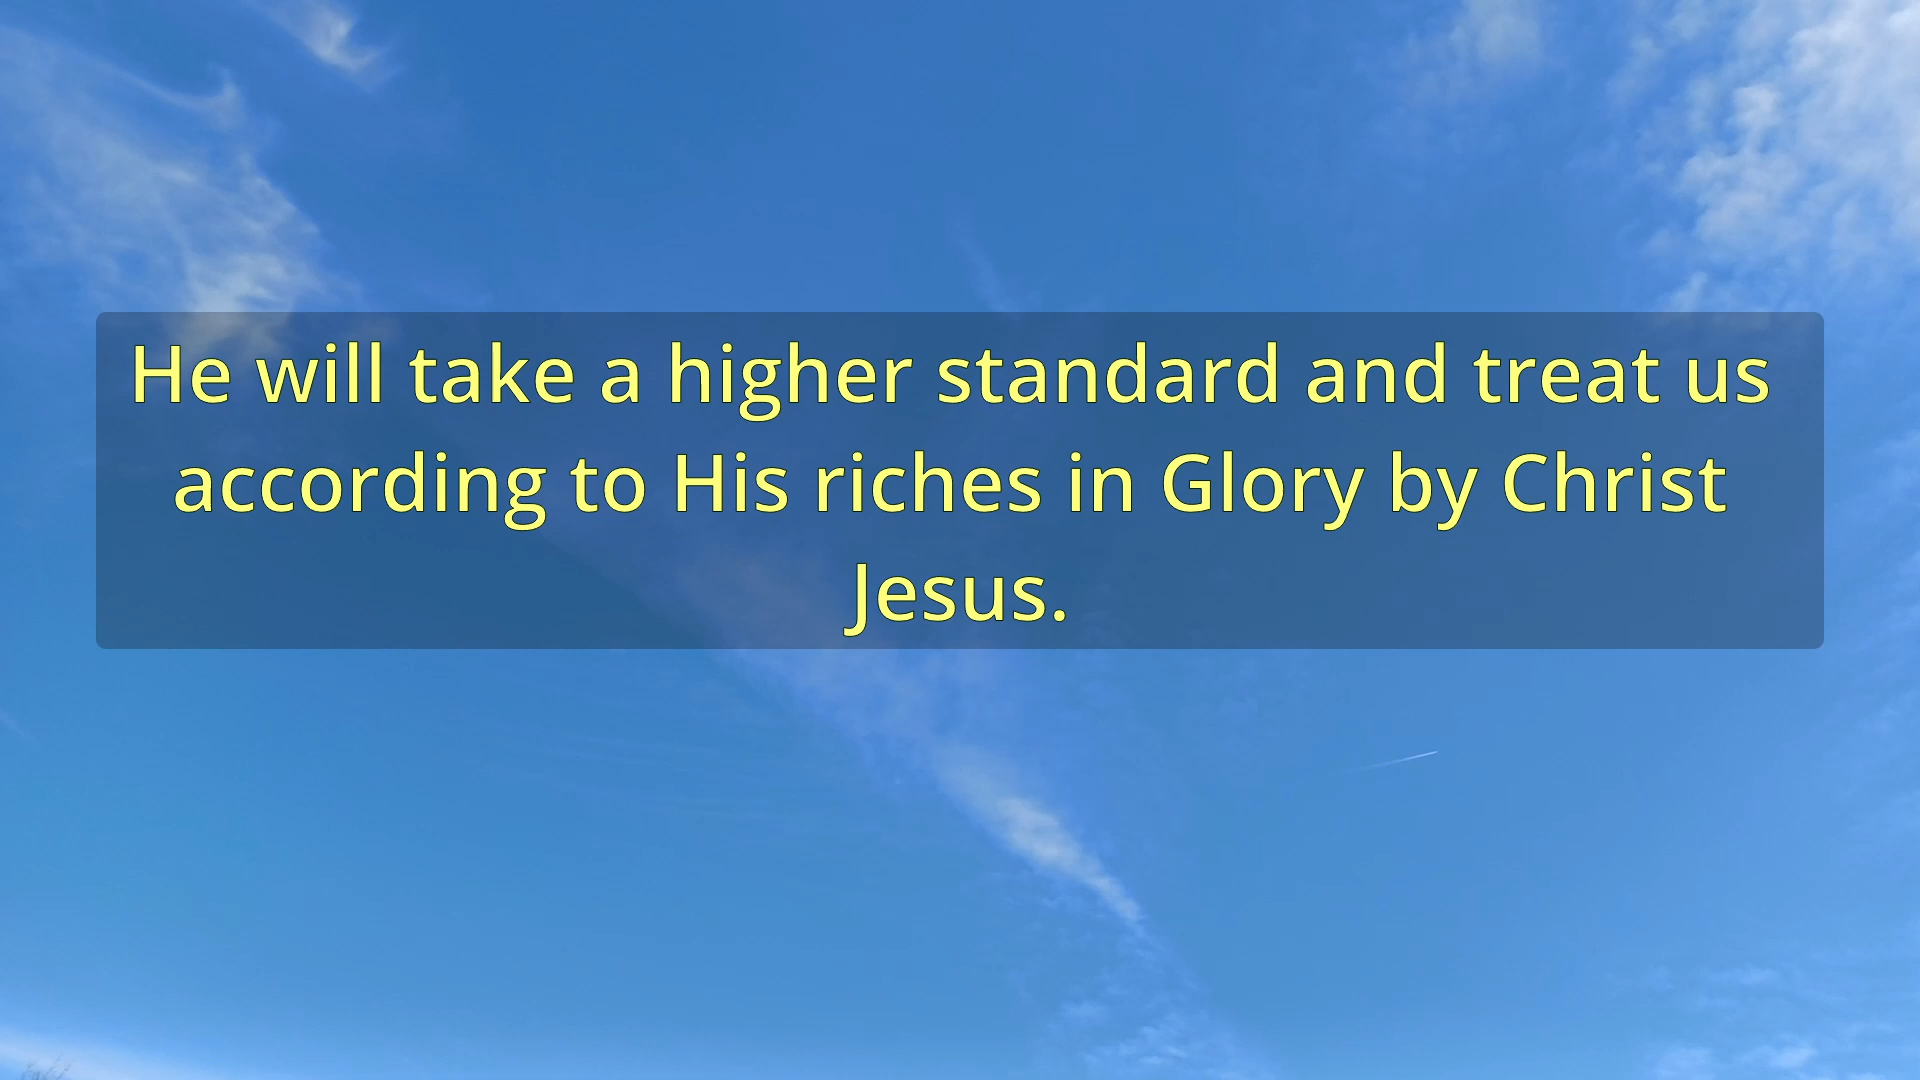 He will take a higher standard and treat us
according to His riches in Glory by Christ
Jesus.